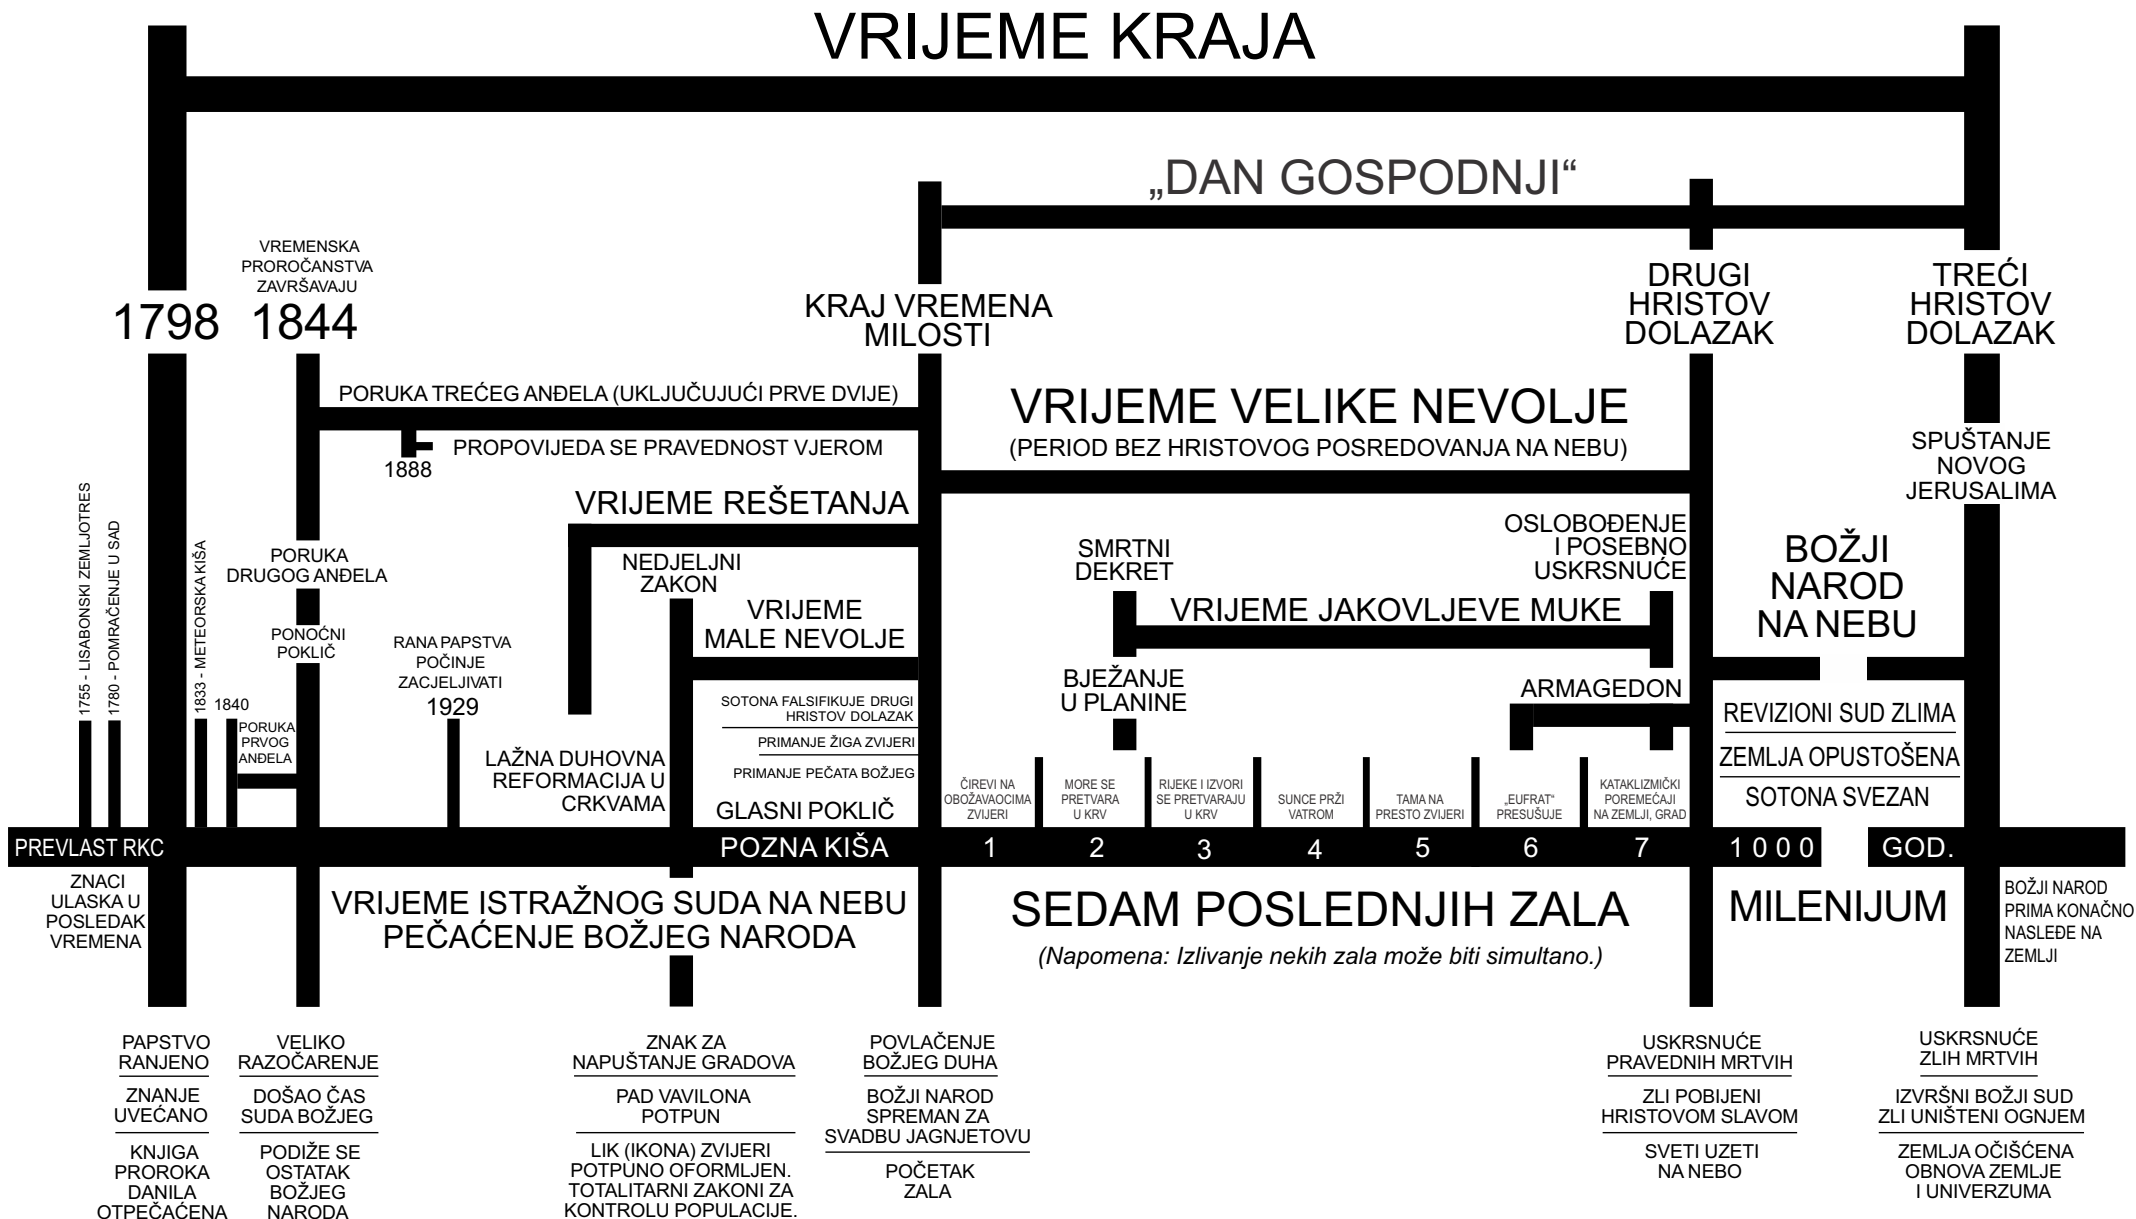 VRIJEME KRAJA
„DAN GOSPODNJI“
VREMENSKA
PROROČANSTVA
ZAVRŠAVAJU
1798
1844
KRAJ VREMENA
MILOSTI
DRUGI
HRISTOV
DOLAZAK
TREĆI
HRISTOV
DOLAZAK
PORUKA TREĆEG ANĐELA (UKLJUČUJUĆI PRVE DVIJE)
1888
PROPOVIJEDA SE PRAVEDNOST VJEROM
VRIJEME VELIKE NEVOLJE
(PERIOD BEZ HRISTOVOG POSREDOVANJA NA NEBU)
SPUŠTANJE
NOVOG
JERUSALIMA
VRIJEME REŠETANJA
1755 - LISABONSKI ZEMLJOTRES
1780 - POMRAČENJE U SAD
1833 - METEORSKA KIŠA
1840
PORUKA
DRUGOG ANĐELA
PONOĆNI
POKLIČ
PORUKA
PRVOG
ANĐELA
RANA PAPSTVA
POČINJE
ZACJELJIVATI
1929
NEDJELJNI
ZAKON
VRIJEME
MALE NEVOLJE
SOTONA FALSIFIKUJE DRUGI
HRISTOV DOLAZAK
PRIMANJE ŽIGA ZVIJERI
PRIMANJE PEČATA BOŽJEG
GLASNI POKLIČ
LAŽNA DUHOVNA
REFORMACIJA U
CRKVAMA
SMRTNI
DEKRET
OSLOBOĐENJE
I POSEBNO
USKRSNUĆE
VRIJEME JAKOVLJEVE MUKE
BJEŽANJE
U PLANINE
ARMAGEDON
BOŽJI
NAROD
NA NEBU
REVIZIONI SUD ZLIMA
ZEMLJA OPUSTOŠENA
SOTONA SVEZAN
ČIREVI NA
OBOŽAVAOCIMA
ZVIJERI
MORE SE
PRETVARA
U KRV
RIJEKE I IZVORI
SE PRETVARAJU
U KRV
SUNCE PRŽI
VATROM
TAMA NA
PRESTO ZVIJERI
„EUFRAT“
PRESUŠUJE
KATAKLIZMIČKI
POREMEĆAJI
NA ZEMLJI, GRAD
PREVLAST RKC
POZNA KIŠA
1
2
3
4
5
6
7
1 0 0 0
GOD.
ZNACI
ULASKA U
POSLEDAK
VREMENA
VRIJEME ISTRAŽNOG SUDA NA NEBU
PEČAĆENJE BOŽJEG NARODA
SEDAM POSLEDNJIH ZALA
(Napomena: Izlivanje nekih zala može biti simultano.)
MILENIJUM
BOŽJI NAROD
PRIMA KONAČNO
NASLEĐE NA
ZEMLJI
PAPSTVO
RANJENO
ZNANJE
UVEĆANO
KNJIGA
PROROKA
DANILA
OTPEČAĆENA
VELIKO
RAZOČARENJE
DOŠAO ČAS
SUDA BOŽJEG
PODIŽE SE
OSTATAK
BOŽJEG
NARODA
ZNAK ZA
NAPUŠTANJE GRADOVA
PAD VAVILONA
POTPUN
LIK (IKONA) ZVIJERI
POTPUNO OFORMLJEN.
TOTALITARNI ZAKONI ZA
KONTROLU POPULACIJE.
POVLAČENJE
BOŽJEG DUHA
BOŽJI NAROD
SPREMAN ZA
SVADBU JAGNJETOVU
POČETAK
ZALA
USKRSNUĆE
PRAVEDNIH MRTVIH
ZLI POBIJENI
HRISTOVOM SLAVOM
SVETI UZETI
NA NEBO
USKRSNUĆE
ZLIH MRTVIH
IZVRŠNI BOŽJI SUD
ZLI UNIŠTENI OGNJEM
ZEMLJA OČIŠĆENA
OBNOVA ZEMLJE
I UNIVERZUMA